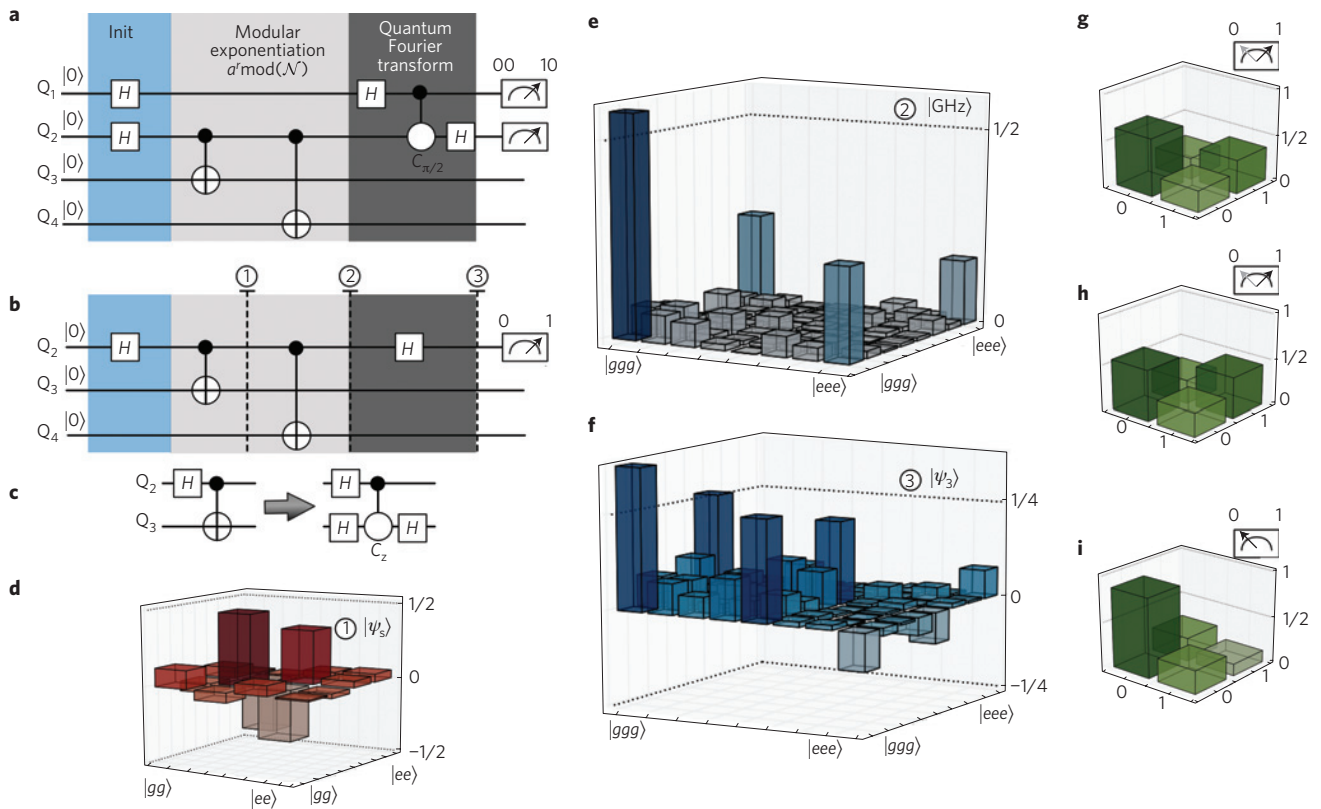 a
Init
Modular exponentiation
a^r mod(𝒩)
Quantum Fourier transform
Q1 |0⟩ H H 00 10
Q2 |0⟩ H H
C_π/2
Q3 |0⟩
Q4 |0⟩
b
1 2 3
Q2 |0⟩ H H 0 1
Q3 |0⟩
Q4 |0⟩
c
Q2 H H
Q3 H H
C_z
d
1 |ψ_s⟩
1/2
0
−1/2
|gg⟩ |ee⟩ |gg⟩ |ee⟩
e
2 |GHz⟩
1/2
0
|ggg⟩ |eee⟩ |ggg⟩ |eee⟩
f
3 |ψ_3⟩
1/4
0
−1/4
|ggg⟩ |eee⟩ |ggg⟩ |eee⟩
g
0 1
1
1/2
0
0 1 0 1
h
0 1
1
1/2
0
0 1 0 1
i
0 1
1
1/2
0
0 1 0 1